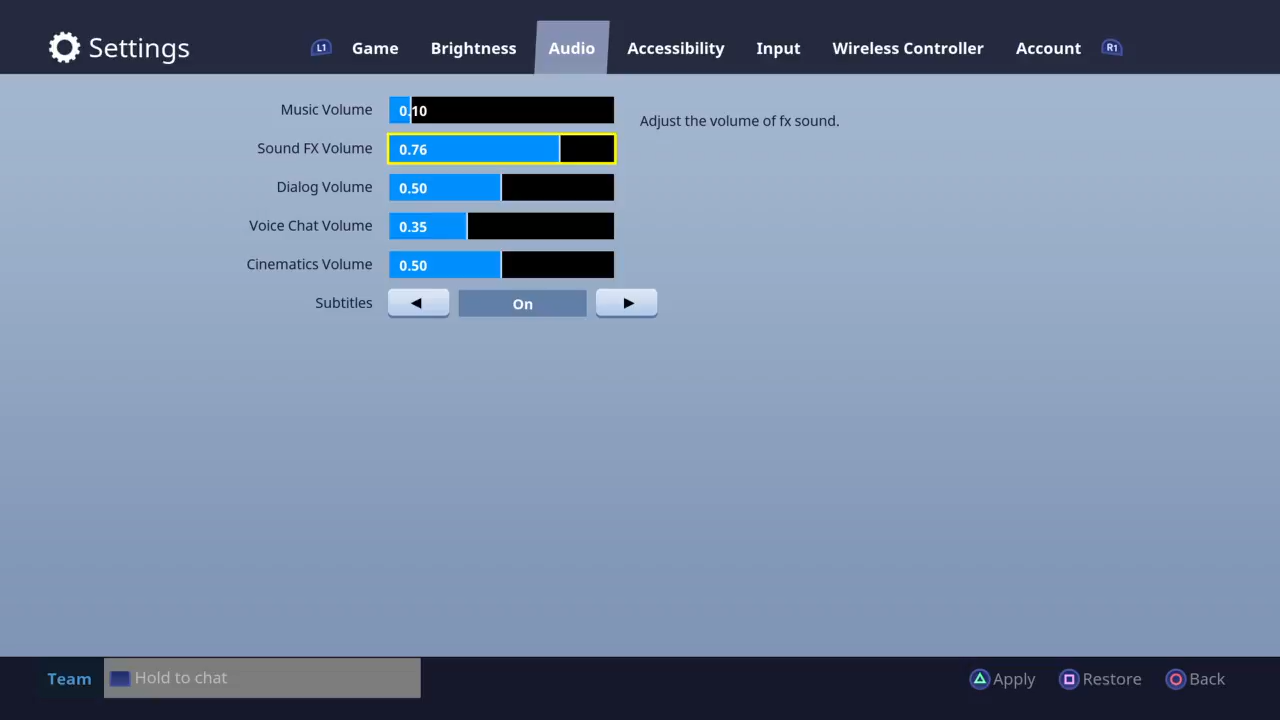 Settings
L1 Game Brightness Audio Accessibility Input Wireless Controller Account R1
Music Volume 0.10
Adjust the volume of fx sound.
Sound FX Volume 0.76
Dialog Volume 0.50
Voice Chat Volume 0.35
Cinematics Volume 0.50
Subtitles On
Team Hold to chat
Apply Restore Back